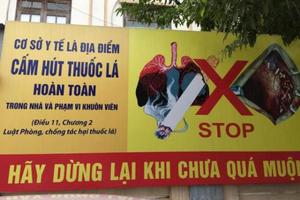 CƠ SỞ Y TẾ LÀ ĐỊA ĐIỂM
CẤM HÚT THUỐC LÁ
HOÀN TOÀN
TRONG NHÀ VÀ PHẠM VI KHUÔN VIÊN
(Điều 11, Chương 2
Luật Phòng, chống tác hại thuốc lá)
STOP
HÃY DỪNG LẠI KHI CHƯA QUÁ MUỘN